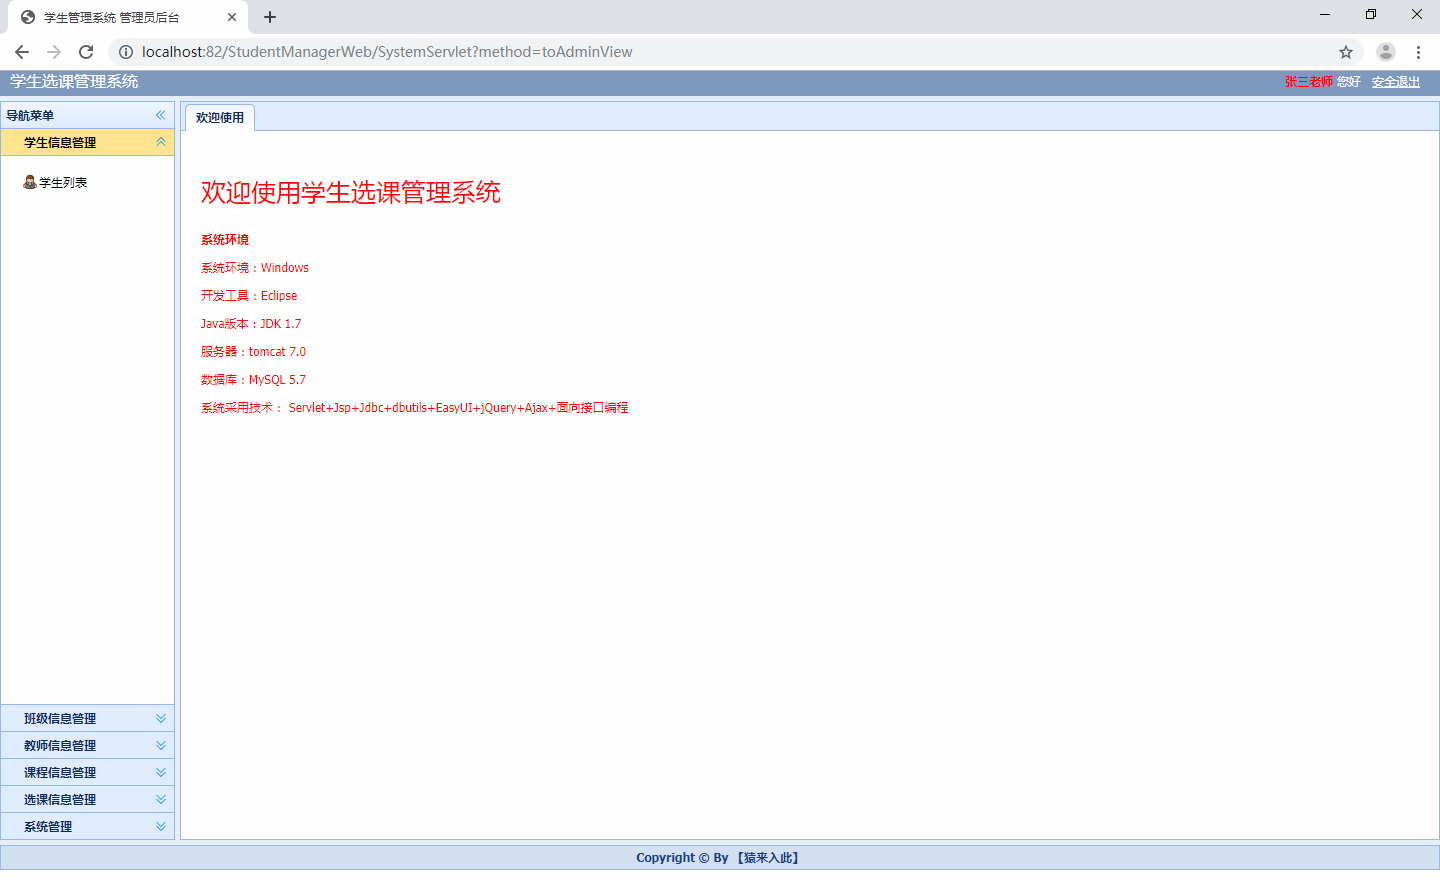 学生管理系统 管理员后台
localhost:82/StudentManagerWeb/SystemServlet?method=toAdminView
学生选课管理系统
张三老师 您好 安全退出
导航菜单
学生信息管理
学生列表
班级信息管理
教师信息管理
课程信息管理
选课信息管理
系统管理
欢迎使用
欢迎使用学生选课管理系统
系统环境
系统环境：Windows
开发工具：Eclipse
Java版本：JDK 1.7
服务器：tomcat 7.0
数据库：MySQL 5.7
系统采用技术： Servlet+Jsp+Jdbc+dbutils+EasyUI+jQuery+Ajax+面向接口编程
Copyright © By 【猿来入此】